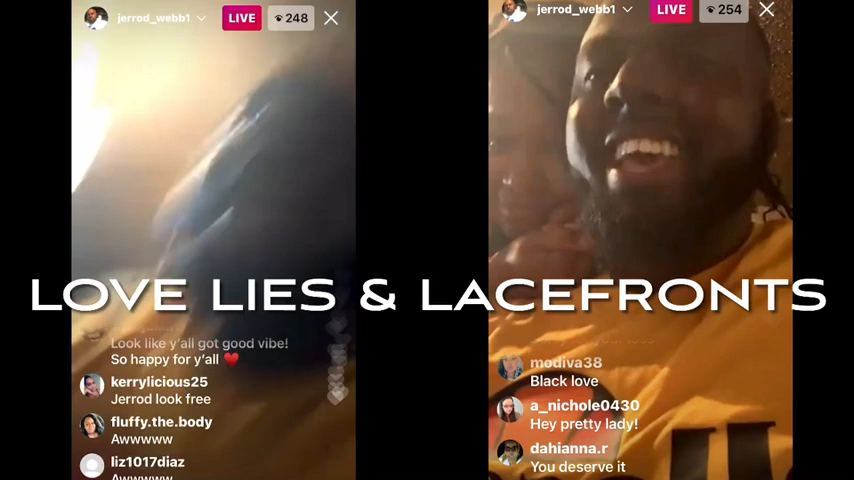 jerrod_webb1
LIVE
248
Look like y'all got good vibe!
So happy for y'all ❤️
kerrylicious25
Jerrod look free
fluffy.the.body
Awwwww
liz1017diaz
Awwwww
jerrod_webb1
LIVE
254
modiva38
Black love
a_nichole0430
Hey pretty lady!
dahianna.r
You deserve it
LOVE LIES & LACEFRONTS